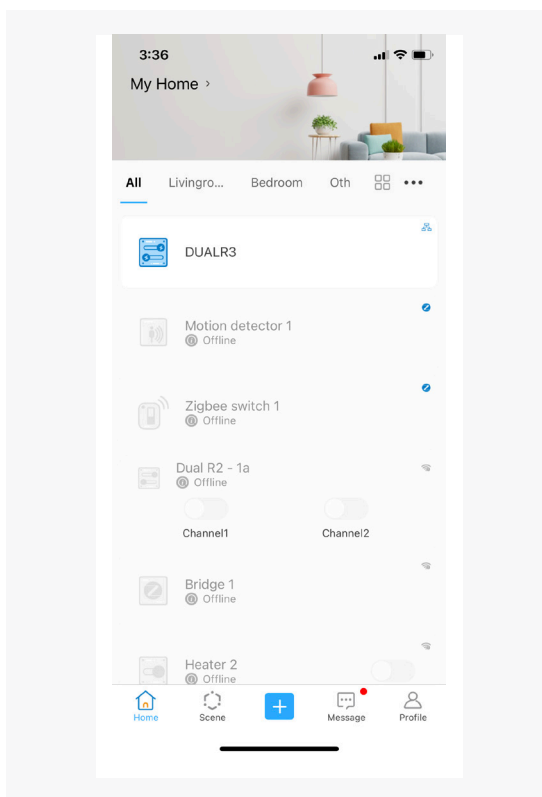 3:36
My Home ›
All Livingro... Bedroom Oth
DUALR3
Motion detector 1
Offline
Zigbee switch 1
Offline
Dual R2 - 1a
Offline
Channel1 Channel2
Bridge 1
Offline
Heater 2
Offline
Home Scene Message Profile